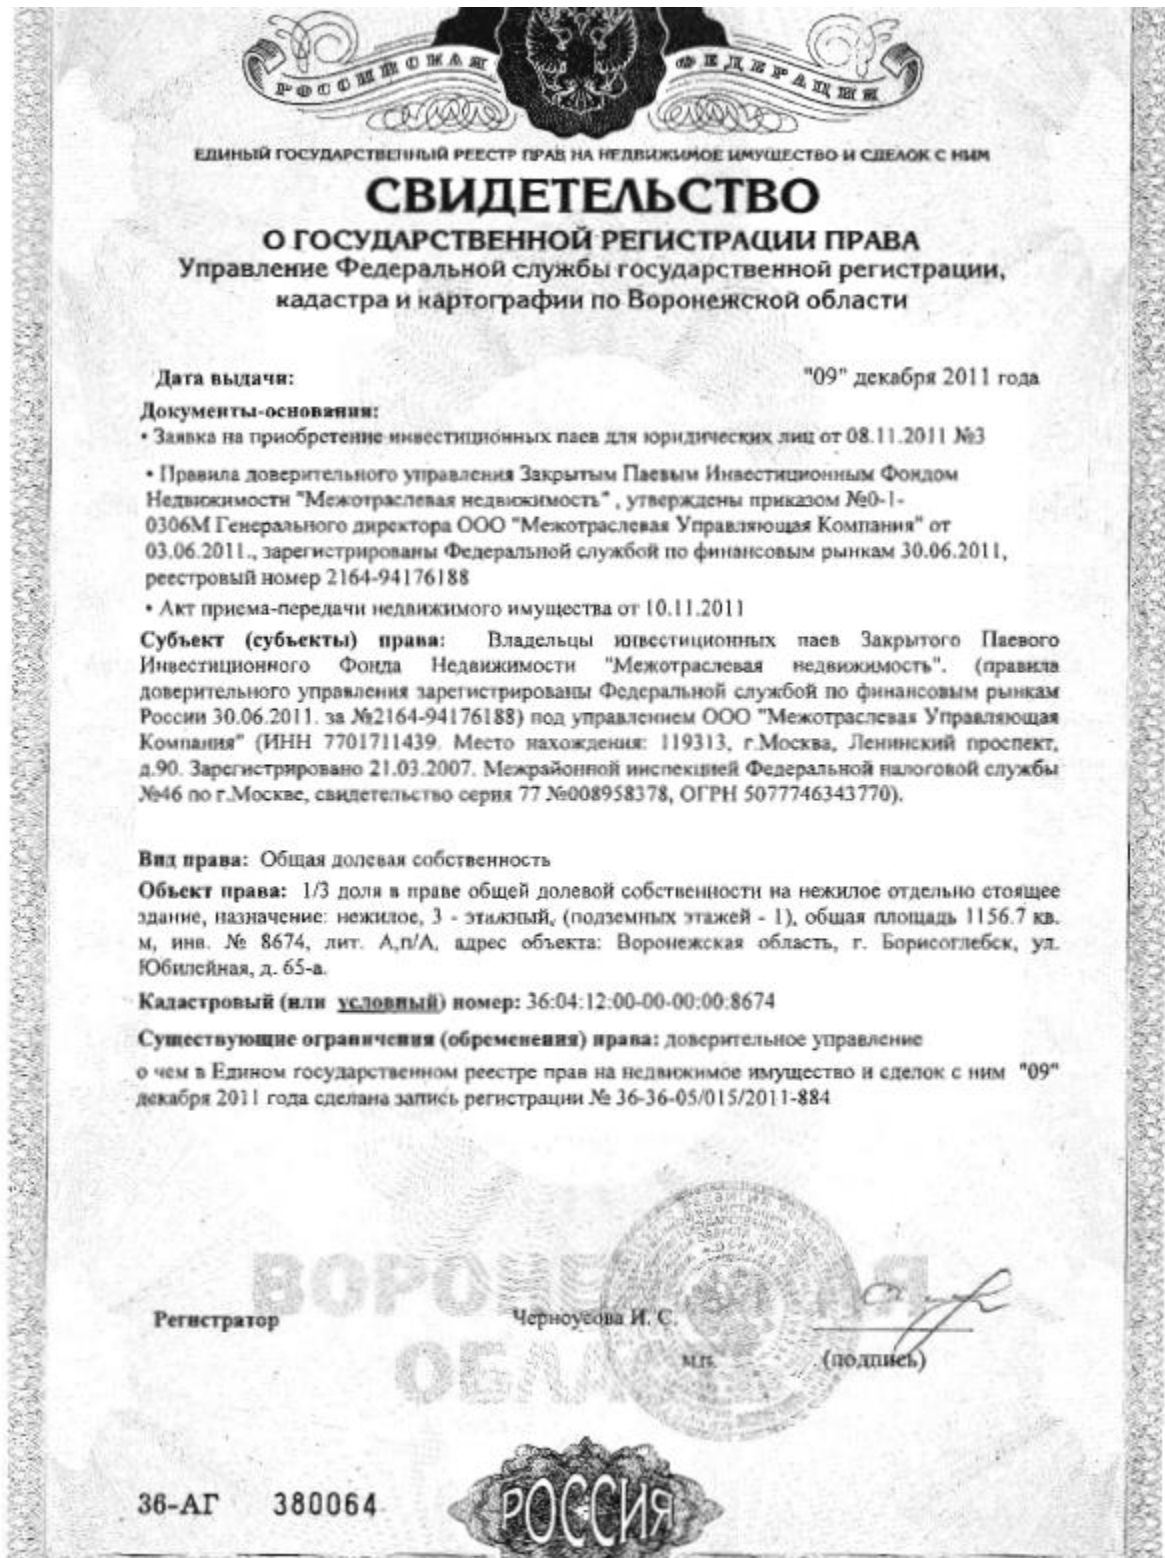 РОССИЙСКАЯ ФЕДЕРАЦИЯ
ЕДИНЫЙ ГОСУДАРСТВЕННЫЙ РЕЕСТР ПРАВ НА НЕДВИЖИМОЕ ИМУЩЕСТВО И СДЕЛОК С НИМ
СВИДЕТЕЛЬСТВО
О ГОСУДАРСТВЕННОЙ РЕГИСТРАЦИИ ПРАВА
Управление Федеральной службы государственной регистрации,
кадастра и картографии по Воронежской области
Дата выдачи: "09" декабря 2011 года
Документы-основания:
• Заявка на приобретение инвестиционных паев для юридических лиц от 08.11.2011 №3
• Правила доверительного управления Закрытым Паевым Инвестиционным Фондом
Недвижимости "Межотраслевая недвижимость" , утверждены приказом №0-1-
0306М Генерального директора ООО "Межотраслевая Управляющая Компания" от
03.06.2011., зарегистрированы Федеральной службой по финансовым рынкам 30.06.2011,
реестровый номер 2164-94176188
• Акт приема-передачи недвижимого имущества от 10.11.2011
Субъект (субъекты) права: Владельцы инвестиционных паев Закрытого Паевого
Инвестиционного Фонда Недвижимости "Межотраслевая недвижимость". (правила
доверительного управления зарегистрированы Федеральной службой по финансовым рынкам
России 30.06.2011. за №2164-94176188) под управлением ООО "Межотраслевая Управляющая
Компания" (ИНН 7701711439. Место нахождения: 119313, г.Москва, Ленинский проспект,
д.90. Зарегистрировано 21.03.2007. Межрайонной инспекцией Федеральной налоговой службы
№46 по г.Москве, свидетельство серия 77 №008958378, ОГРН 5077746343770).
Вид права: Общая долевая собственность
Объект права: 1/3 доля в праве общей долевой собственности на нежилое отдельно стоящее
здание, назначение: нежилое, 3 - этажный, (подземных этажей - 1), общая площадь 1156.7 кв.
м, инв. № 8674, лит. А,п/А, адрес объекта: Воронежская область, г. Борисоглебск, ул.
Юбилейная, д. 65-а.
Кадастровый (или условный) номер: 36:04:12:00-00-00:00:8674
Существующие ограничения (обременения) права: доверительное управление
о чем в Едином государственном реестре прав на недвижимое имущество и сделок с ним "09"
декабря 2011 года сделана запись регистрации № 36-36-05/015/2011-884
Регистратор Черноусова И. С.
м.п. (подпись)
36-АГ 380064
РОССИЯ